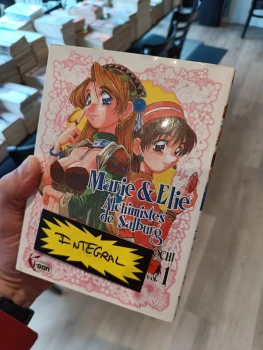 Marie & Elie
Alchimistes
de Salburg
INTEGRAL
1